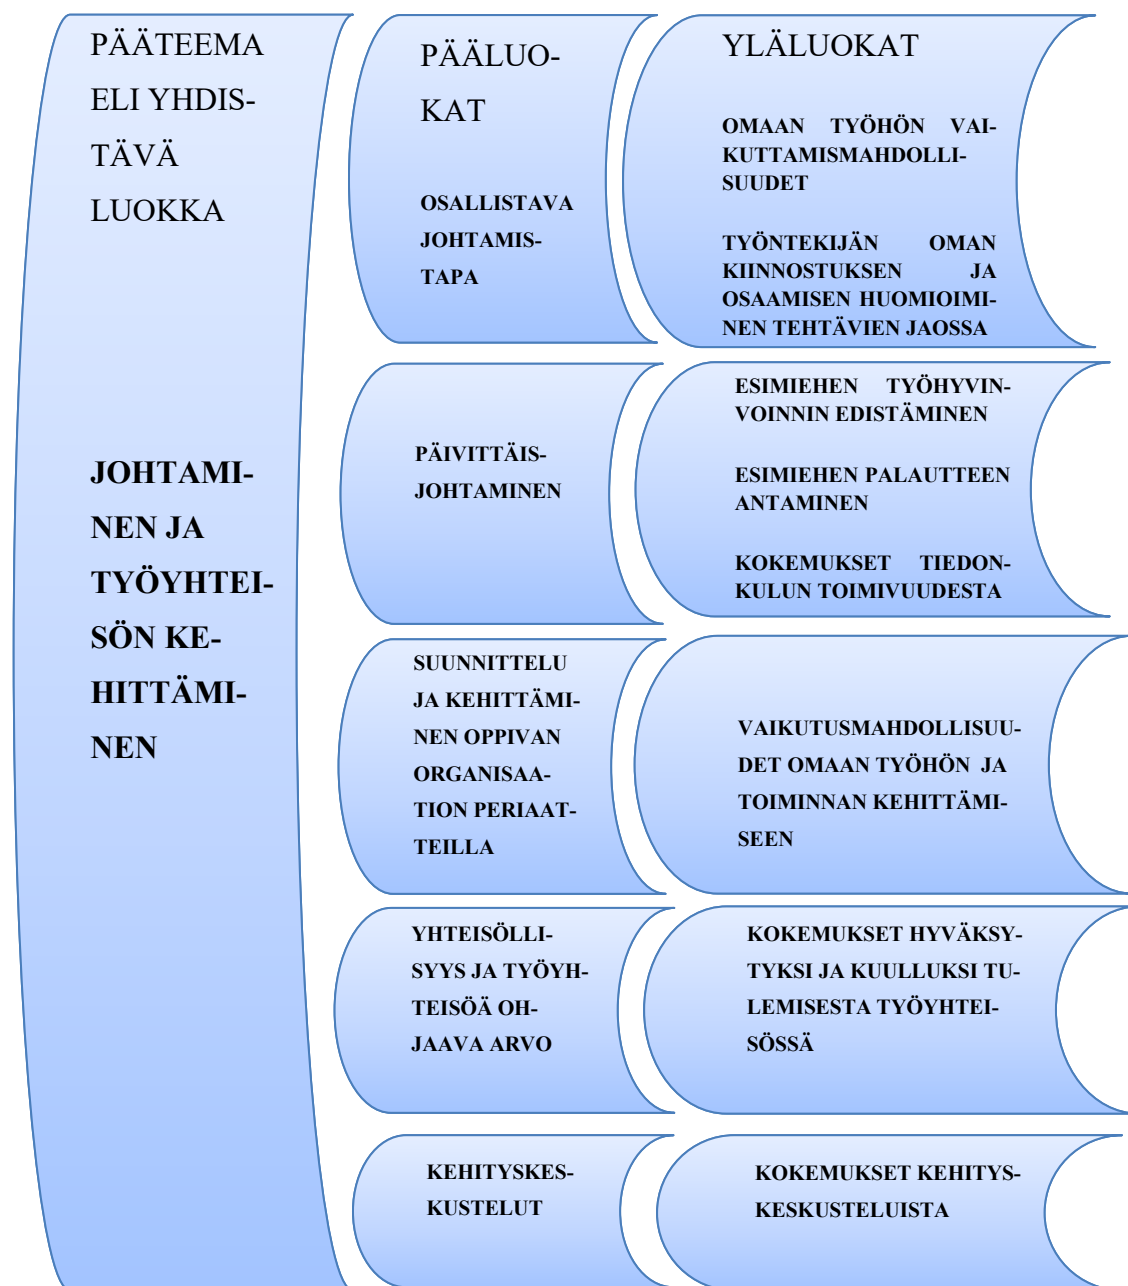 PÄÄTEEMA
ELI YHDIS-
TÄVÄ
LUOKKA
JOHTAMI-
NEN JA
TYÖYHTEI-
SÖN KE-
HITTÄMI-
NEN
PÄÄLUO-
KAT
OSALLISTAVA
JOHTAMIS-
TAPA
YLÄLUOKAT
OMAAN TYÖHÖN VAI-
KUTTAMISMAHDOLLI-
SUUDET
TYÖNTEKIJÄN OMAN
KIINNOSTUKSEN JA
OSAAMISEN HUOMIOIMI-
NEN TEHTÄVIEN JAOSSA
PÄIVITTÄIS-
JOHTAMINEN
ESIMIEHEN TYÖHYVIN-
VOINNIN EDISTÄMINEN
ESIMIEHEN PALAUTTEEN
ANTAMINEN
KOKEMUKSET TIEDON-
KULUN TOIMIVUUDESTA
SUUNNITTELU
JA KEHITTÄMI-
NEN OPPIVAN
ORGANISAA-
TION PERIAAT-
TEILLA
VAIKUTUSMAHDOLLISUU-
DET OMAAN TYÖHÖN JA
TOIMINNAN KEHITTÄMI-
SEEN
YHTEISÖLLI-
SYYS JA TYÖYH-
TEISÖÄ OH-
JAAVA ARVO
KOKEMUKSET HYVÄKSY-
TYKSI JA KUULLUKSI TU-
LEMISESTA TYÖYHTEI-
SÖSSÄ
KEHITYSKES-
KUSTELUT
KOKEMUKSET KEHITYS-
KESKUSTELUISTA